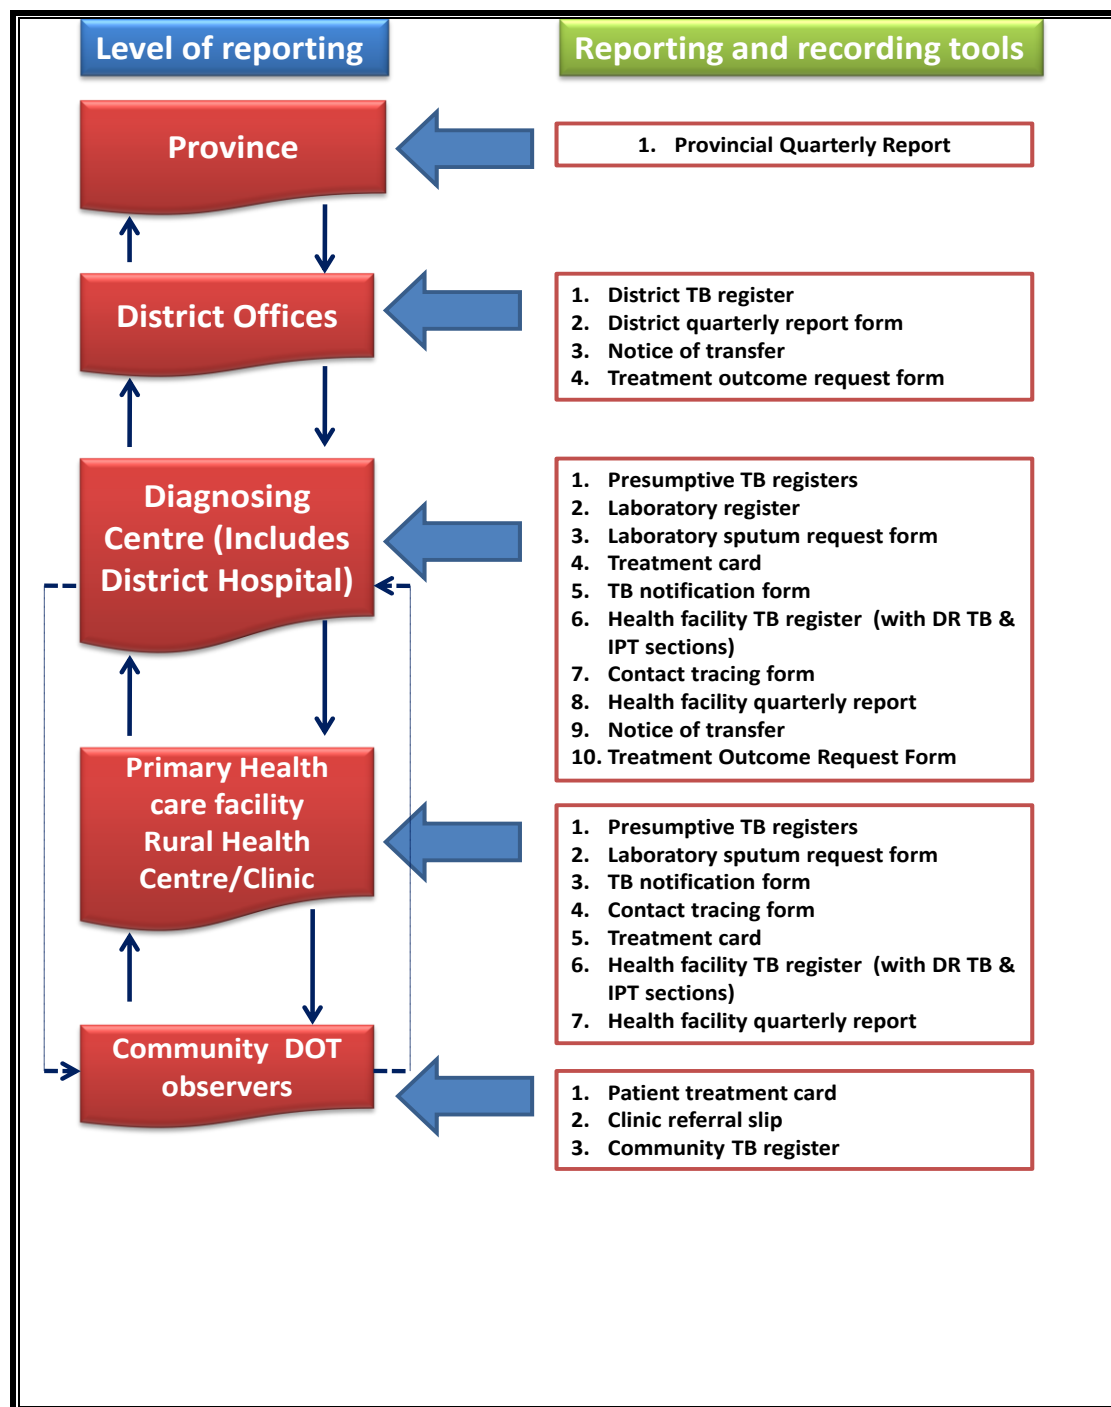 Level of reporting
Reporting and recording tools
Province
1. Provincial Quarterly Report
District Offices
1. District TB register
2. District quarterly report form
3. Notice of transfer
4. Treatment outcome request form
Diagnosing
Centre (Includes
District Hospital)
1. Presumptive TB registers
2. Laboratory register
3. Laboratory sputum request form
4. Treatment card
5. TB notification form
6. Health facility TB register (with DR TB &
IPT sections)
7. Contact tracing form
8. Health facility quarterly report
9. Notice of transfer
10. Treatment Outcome Request Form
Primary Health
care facility
Rural Health
Centre/Clinic
1. Presumptive TB registers
2. Laboratory sputum request form
3. TB notification form
4. Contact tracing form
5. Treatment card
6. Health facility TB register (with DR TB &
IPT sections)
7. Health facility quarterly report
Community DOT
observers
1. Patient treatment card
2. Clinic referral slip
3. Community TB register